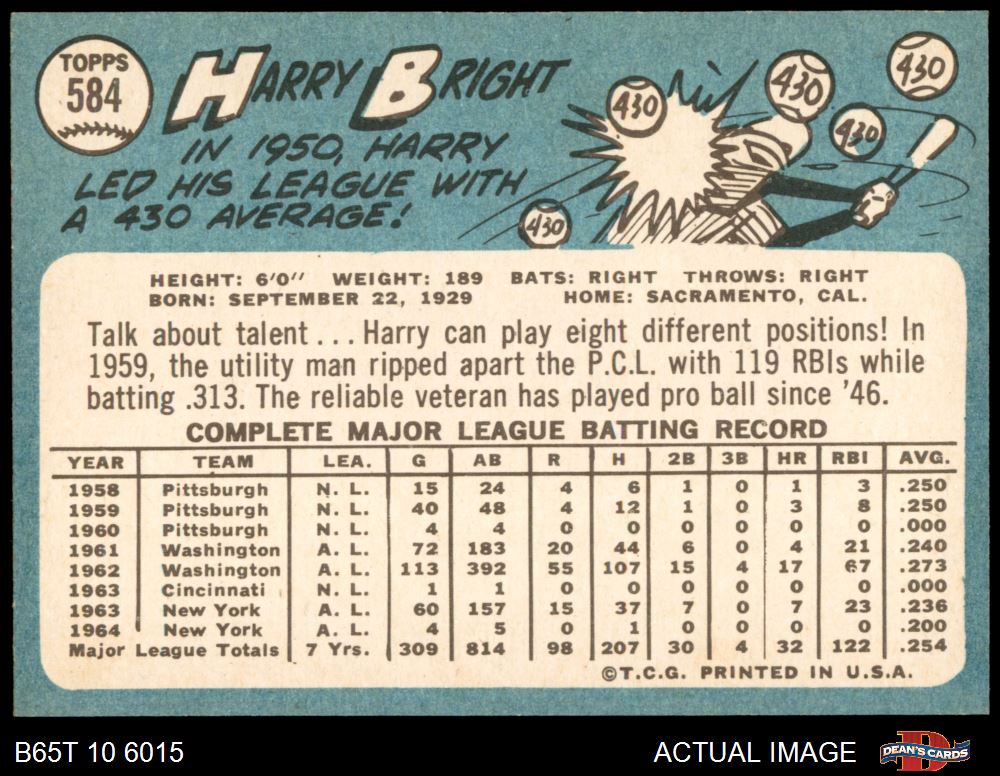 TOPPS
584
HARRY BRIGHT
IN 1950, HARRY
LED HIS LEAGUE WITH
A 430 AVERAGE!
430
430
430
430
430
HEIGHT: 6'0" WEIGHT: 189 BATS: RIGHT THROWS: RIGHT
BORN: SEPTEMBER 22, 1929 HOME: SACRAMENTO, CAL.
Talk about talent... Harry can play eight different positions! In
1959, the utility man ripped apart the P.C.L. with 119 RBIs while
batting .313. The reliable veteran has played pro ball since '46.
COMPLETE MAJOR LEAGUE BATTING RECORD
YEAR TEAM LEA. G AB R H 2B 3B HR RBI AVG.
1958 Pittsburgh N. L. 15 24 4 6 1 0 1 3 .250
1959 Pittsburgh N. L. 40 48 4 12 1 0 3 8 .250
1960 Pittsburgh N. L. 4 4 0 0 0 0 0 0 .000
1961 Washington A. L. 72 183 20 44 6 0 4 21 .240
1962 Washington A. L. 113 392 55 107 15 4 17 67 .273
1963 Cincinnati N. L. 1 1 0 0 0 0 0 0 .000
1963 New York A. L. 60 157 15 37 7 0 7 23 .236
1964 New York A. L. 4 5 0 1 0 0 0 0 .200
Major League Totals 7 Yrs. 309 814 98 207 30 4 32 122 .254
©T.C.G. PRINTED IN U.S.A.
B65T 10 6015 ACTUAL IMAGE D DEAN'S CARDS